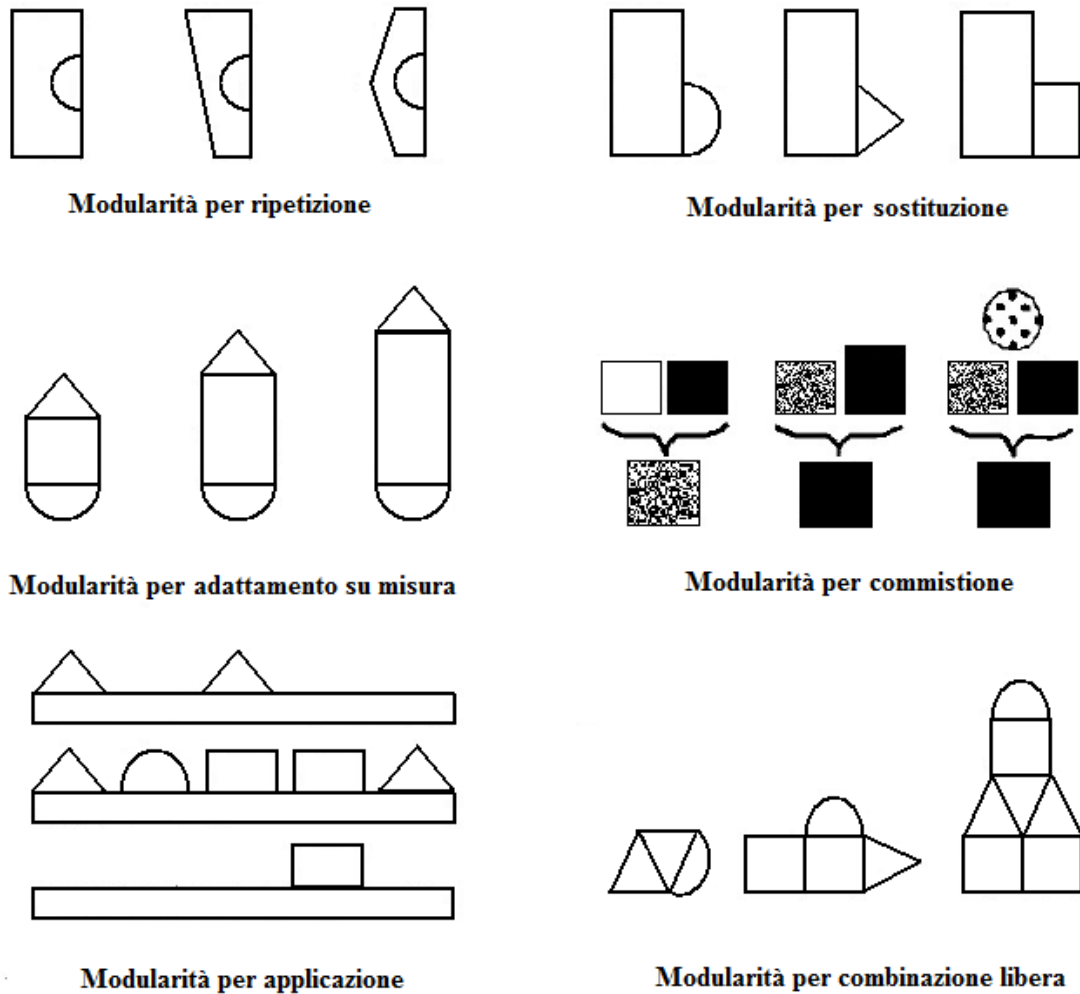 Modularità per ripetizione
Modularità per sostituzione
Modularità per adattamento su misura
Modularità per commistione
Modularità per applicazione
Modularità per combinazione libera